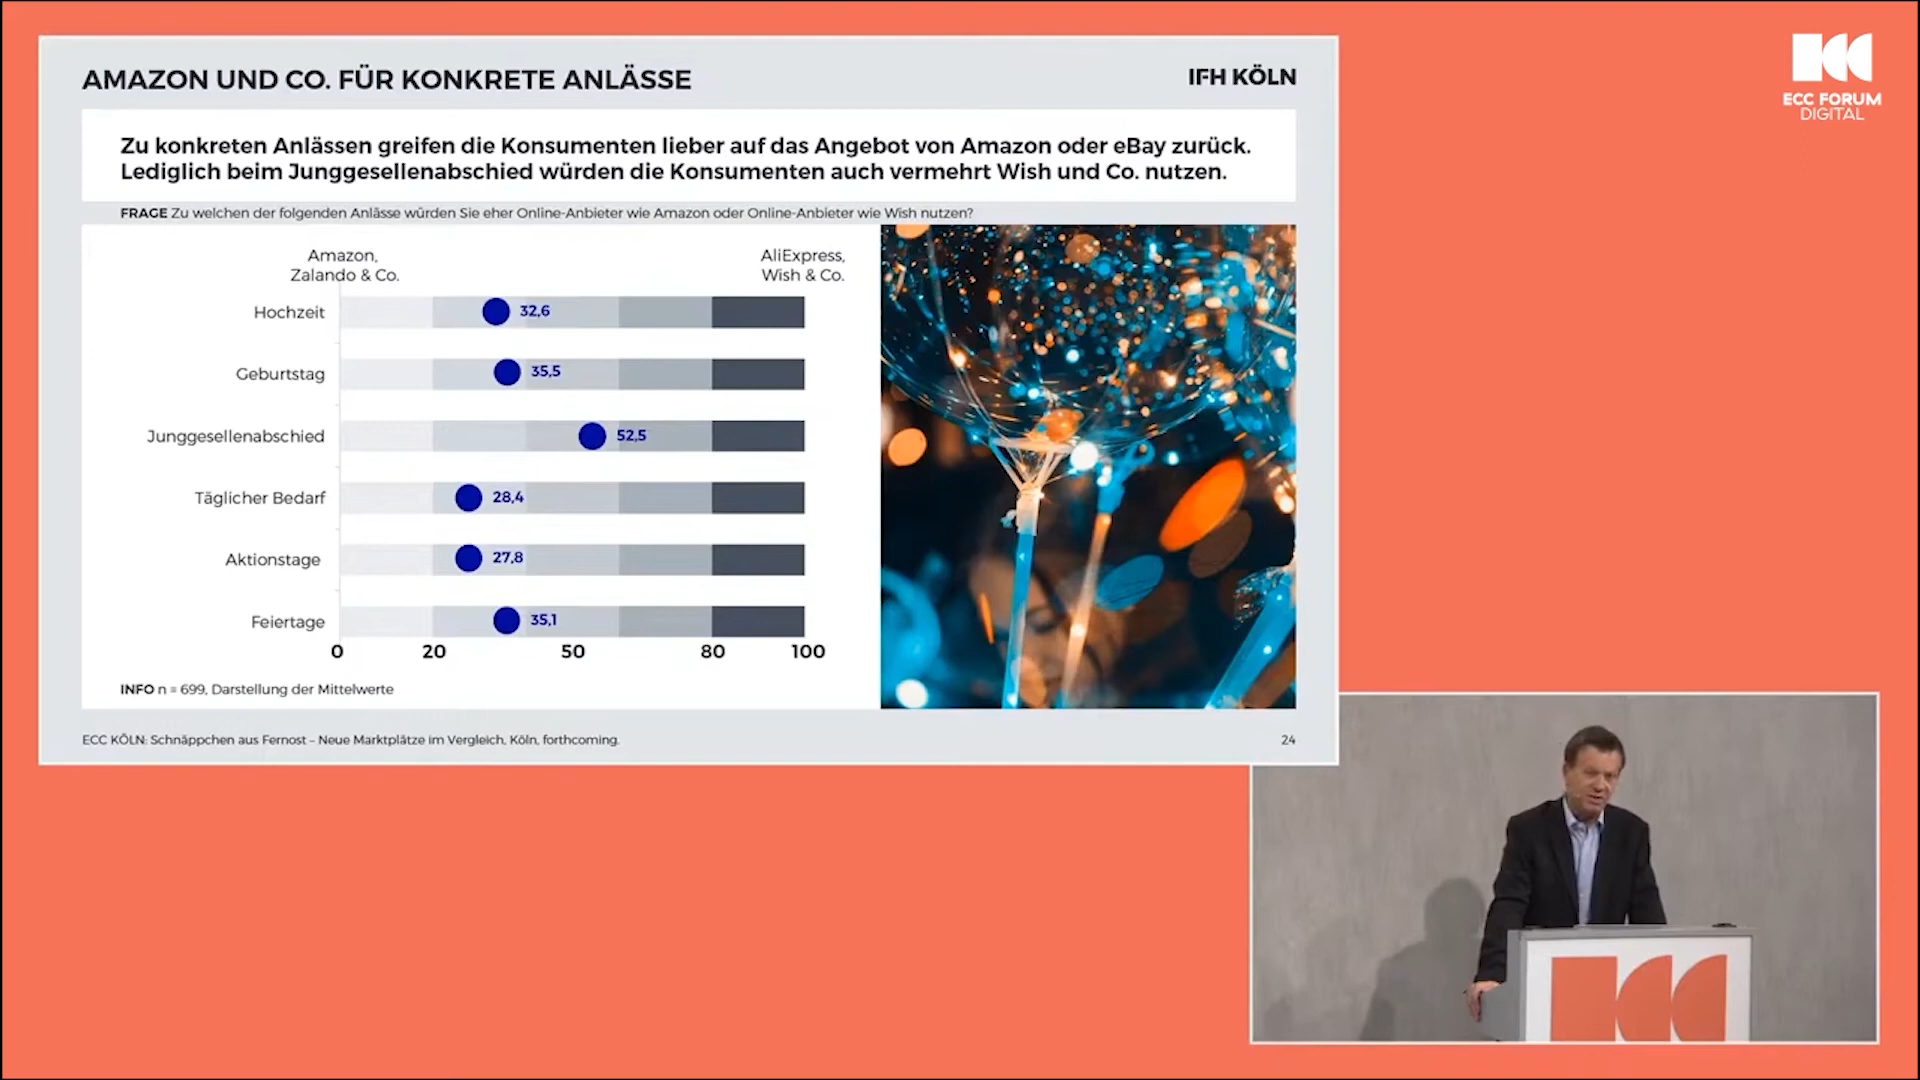 AMAZON UND CO. FÜR KONKRETE ANLÄSSE
IFH KÖLN
ECC FORUM
DIGITAL
Zu konkreten Anlässen greifen die Konsumenten lieber auf das Angebot von Amazon oder eBay zurück.
Lediglich beim Junggesellenabschied würden die Konsumenten auch vermehrt Wish und Co. nutzen.
FRAGE Zu welchen der folgenden Anlässe würden Sie eher Online-Anbieter wie Amazon oder Online-Anbieter wie Wish nutzen?
Amazon,
Zalando & Co.
AliExpress,
Wish & Co.
Hochzeit 32,6
Geburtstag 35,5
Junggesellenabschied 52,5
Täglicher Bedarf 28,4
Aktionstage 27,8
Feiertage 35,1
0 20 50 80 100
INFO n = 699, Darstellung der Mittelwerte
ECC KÖLN: Schnäppchen aus Fernost – Neue Marktplätze im Vergleich, Köln, forthcoming.
24